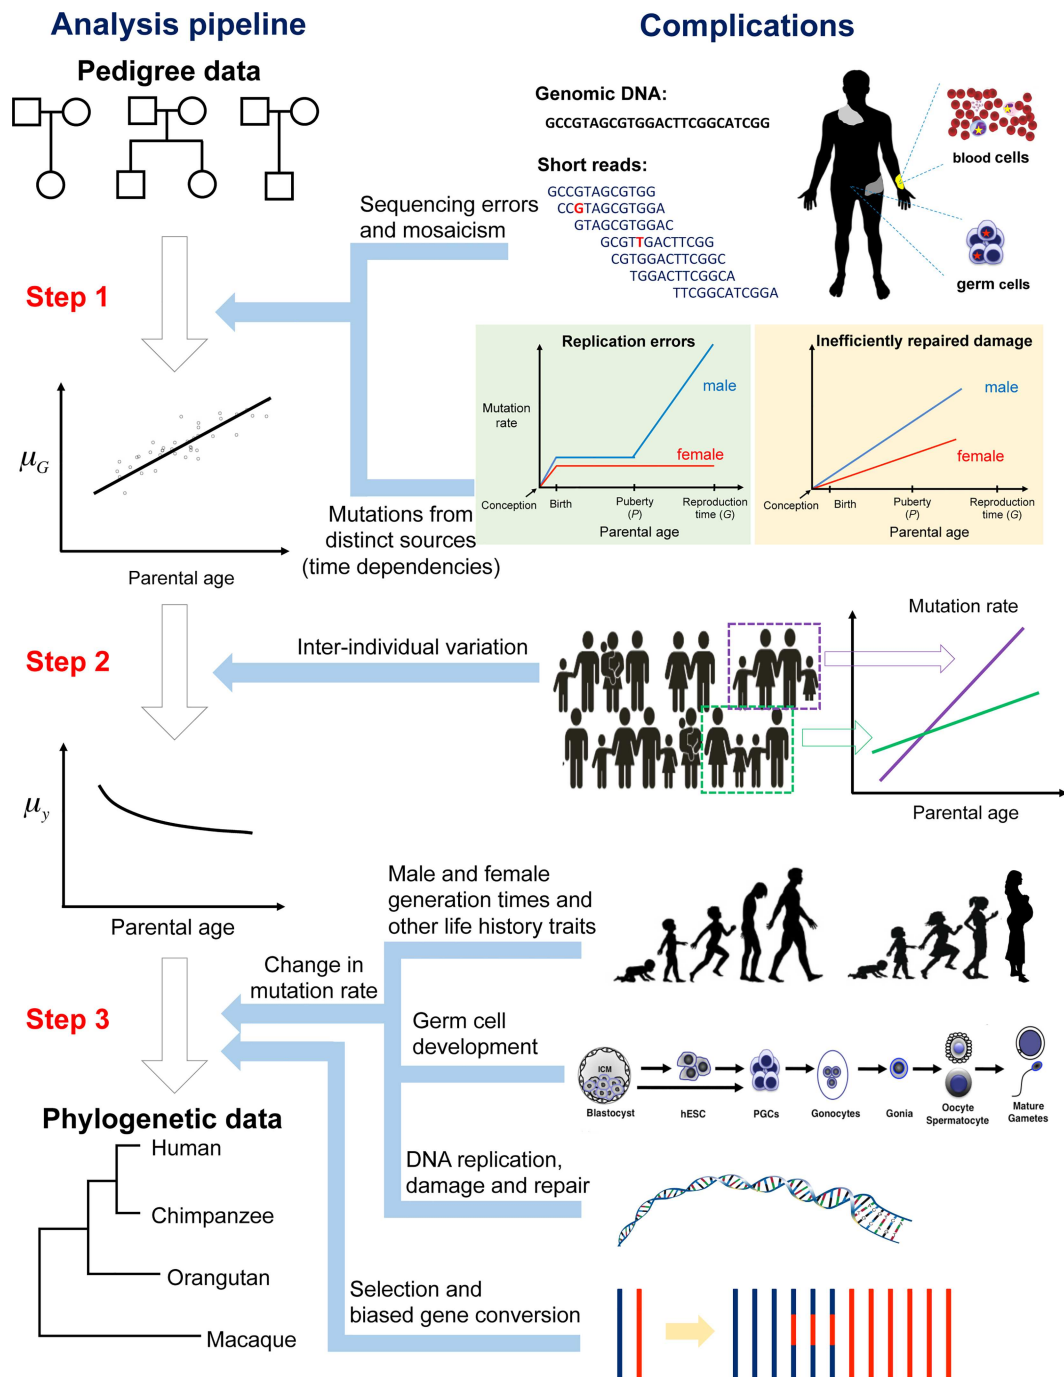 Analysis pipeline
Complications
Pedigree data
Genomic DNA:
GCCGTAGCGTGGACTTCGGCATCGG
Short reads:
GCCGTAGCGTGG
CCGTAGCGTGGA
GTAGCGTGGAC
GCGTTGACTTCGG
CGTGGACTTCGGC
TGGACTTCGGCA
TTCGGCATCGGA
blood cells
germ cells
Sequencing errors
and mosaicism
Step 1
μG
Parental age
Mutations from
distinct sources
(time dependencies)
Replication errors
Mutation
rate
male
female
Conception
Birth
Puberty
(P)
Reproduction
time (G)
Parental age
Inefficiently repaired damage
male
female
Conception
Birth
Puberty
(P)
Reproduction
time (G)
Parental age
Step 2
Inter-individual variation
Mutation rate
Parental age
μy
Parental age
Male and female
generation times and
other life history traits
Change in
mutation rate
Step 3
Germ cell
development
ICM
Blastocyst
hESC
PGCs
Gonocytes
Gonia
Oocyte
Spermatocyte
Mature
Gametes
DNA replication,
damage and repair
Phylogenetic data
Human
Chimpanzee
Orangutan
Macaque
Selection and
biased gene conversion